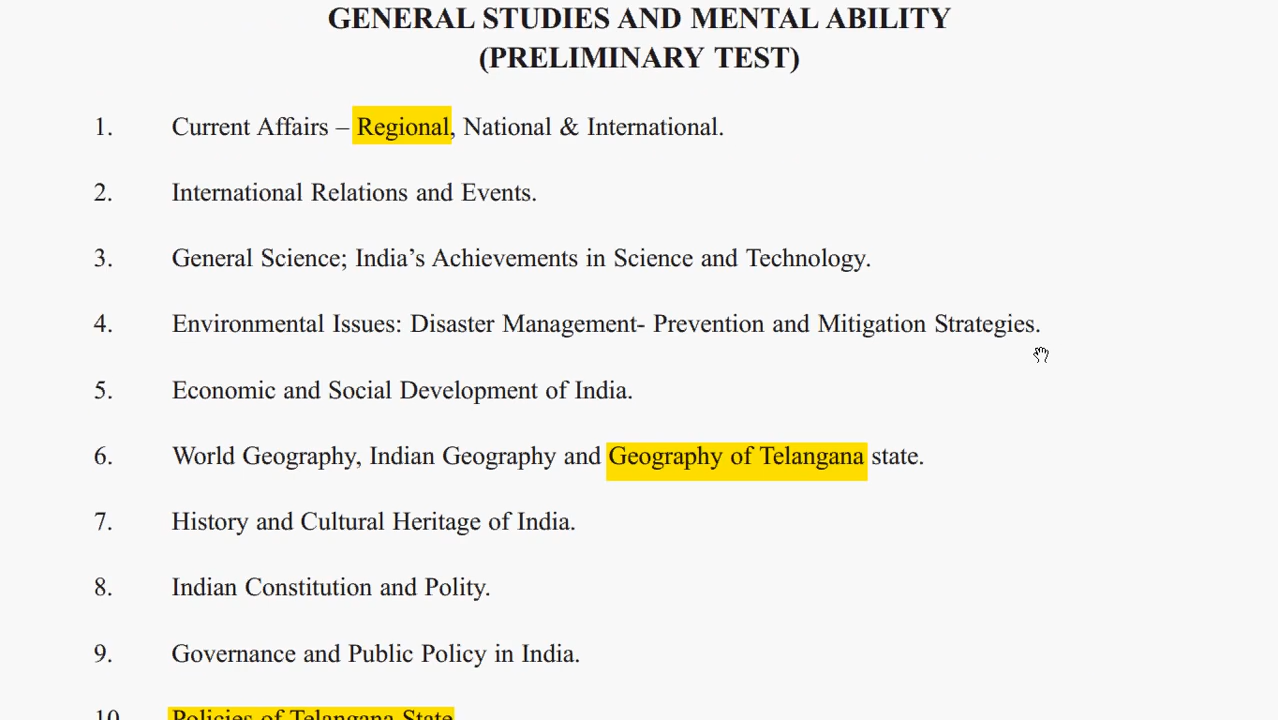 GENERAL STUDIES AND MENTAL ABILITY
(PRELIMINARY TEST)
1. Current Affairs – Regional, National & International.
2. International Relations and Events.
3. General Science; India’s Achievements in Science and Technology.
4. Environmental Issues: Disaster Management- Prevention and Mitigation Strategies.
5. Economic and Social Development of India.
6. World Geography, Indian Geography and Geography of Telangana state.
7. History and Cultural Heritage of India.
8. Indian Constitution and Polity.
9. Governance and Public Policy in India.
10. Policies of Telangana State